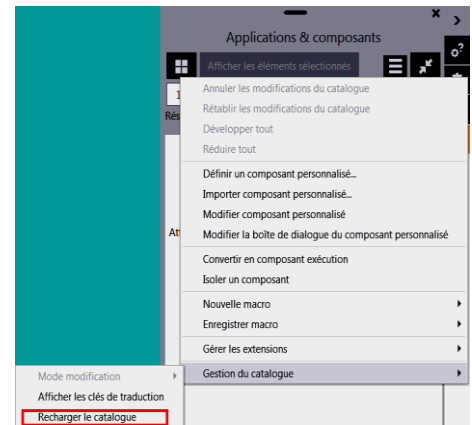 Applications & composants
Afficher les éléments sélectionnés
1
Rés
Annuler les modifications du catalogue
Rétablir les modifications du catalogue
Développer tout
Réduire tout
Définir un composant personnalisé...
Importer composant personnalisé...
Modifier composant personnalisé
Att
Modifier la boîte de dialogue du composant personnalisé
Convertir en composant exécution
Isoler un composant
Nouvelle macro
Enregistrer macro
Gérer les extensions
Gestion du catalogue
Mode modification
Afficher les clés de traduction
Recharger le catalogue